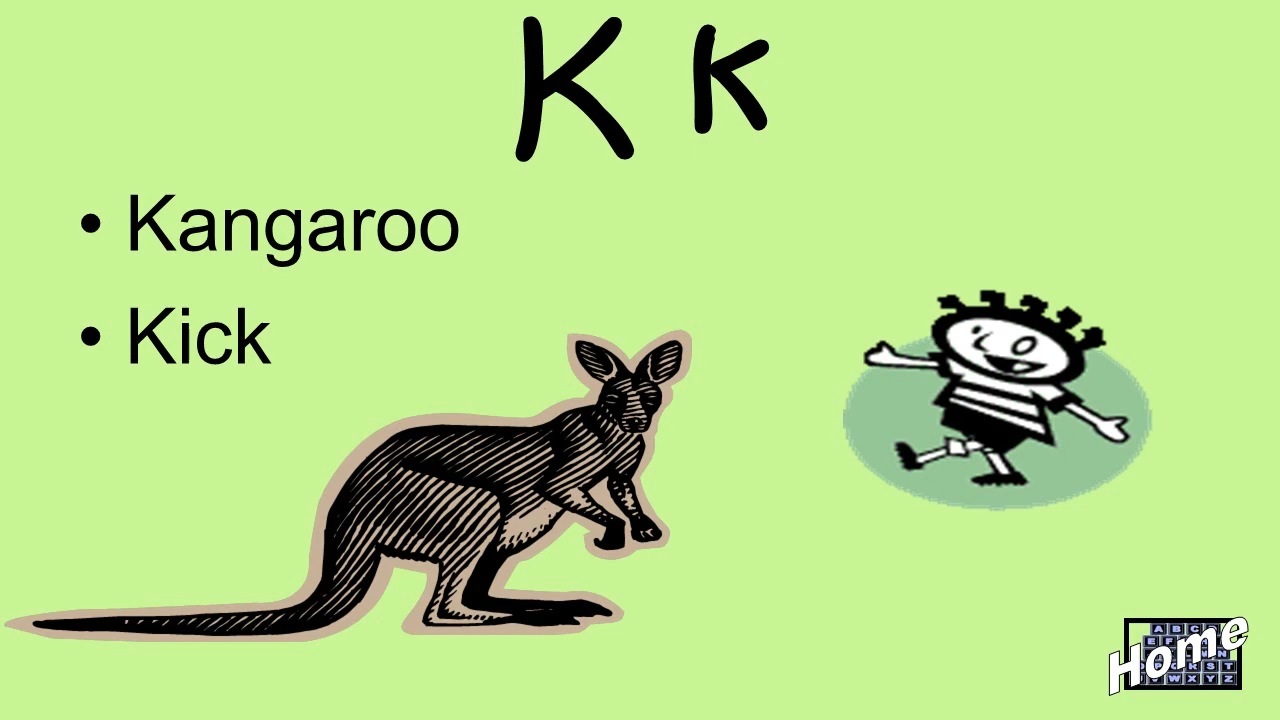 K k
• Kangaroo
• Kick
Home
A B C D
E F
W X Y Z